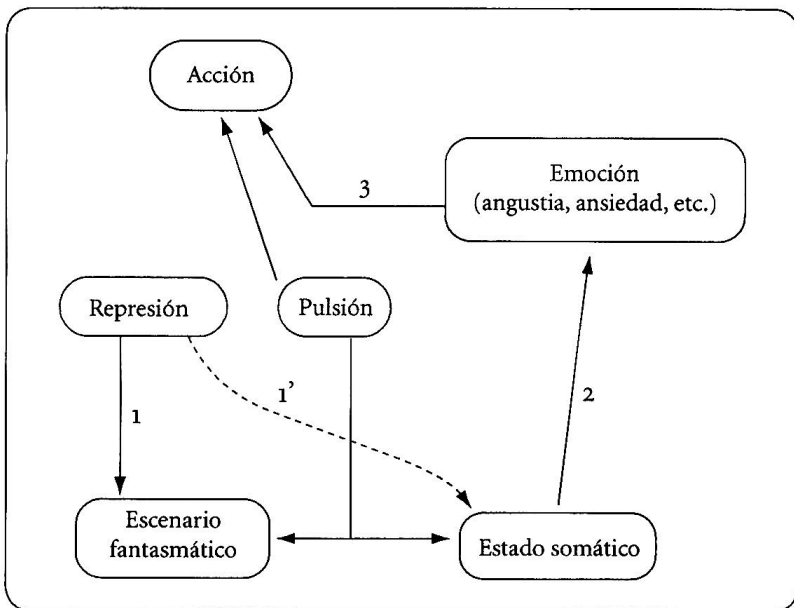 Acción
Emoción
(angustia, ansiedad, etc.)
3
Represión
Pulsión
1
1’
2
Escenario
fantasmático
Estado somático